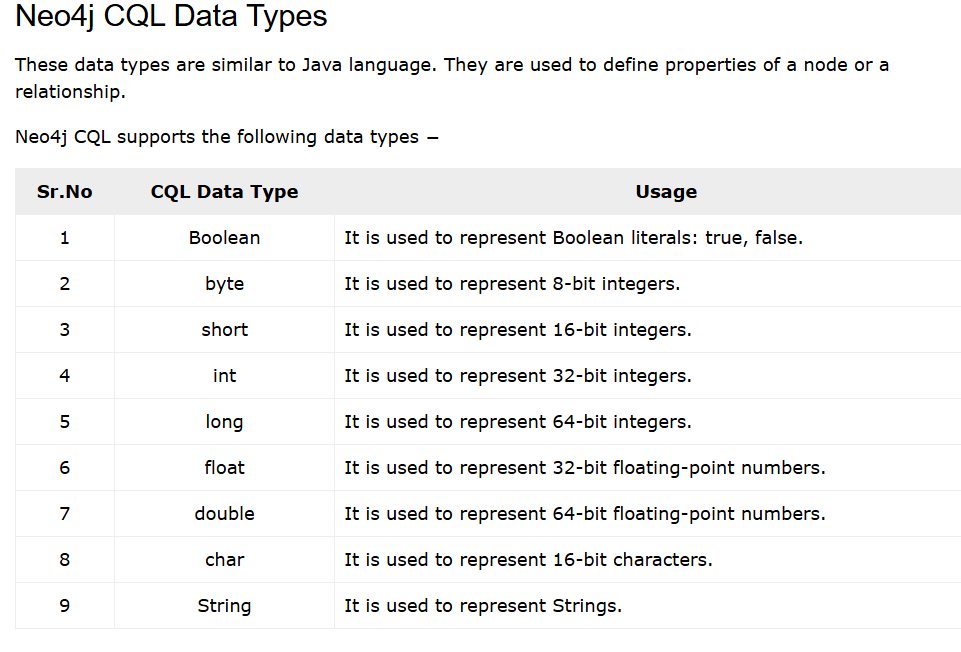 Neo4j CQL Data Types
These data types are similar to Java language. They are used to define properties of a node or a
relationship.
Neo4j CQL supports the following data types −
Sr.No CQL Data Type Usage
1 Boolean It is used to represent Boolean literals: true, false.
2 byte It is used to represent 8-bit integers.
3 short It is used to represent 16-bit integers.
4 int It is used to represent 32-bit integers.
5 long It is used to represent 64-bit integers.
6 float It is used to represent 32-bit floating-point numbers.
7 double It is used to represent 64-bit floating-point numbers.
8 char It is used to represent 16-bit characters.
9 String It is used to represent Strings.